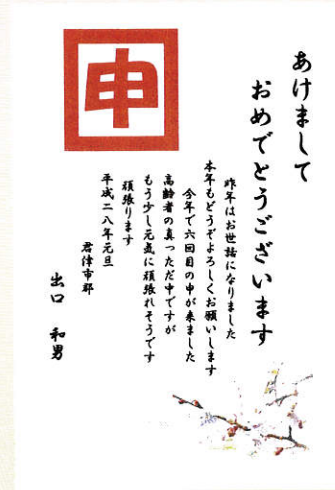 申
あけまして
おめでとうございます
昨年はお世話になりました
本年もどうぞよろしくお願いします
今年で六回目の申が来ました
高齢者の真っただ中ですが
もう少し元気に頑張れそうです
頑張ります
平成二八年元旦
君津市郡
出口 和男